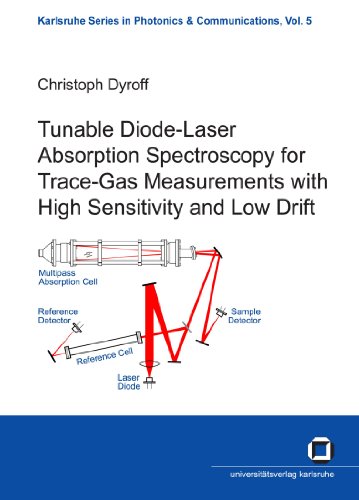 Karlsruhe Series in Photonics & Communications, Vol. 5
Christoph Dyroff
Tunable Diode-Laser
Absorption Spectroscopy for
Trace-Gas Measurements with
High Sensitivity and Low Drift
Multipass
Absorption Cell
Reference
Detector
Sample
Detector
Reference Cell
Laser
Diode
universitätsverlag karlsruhe